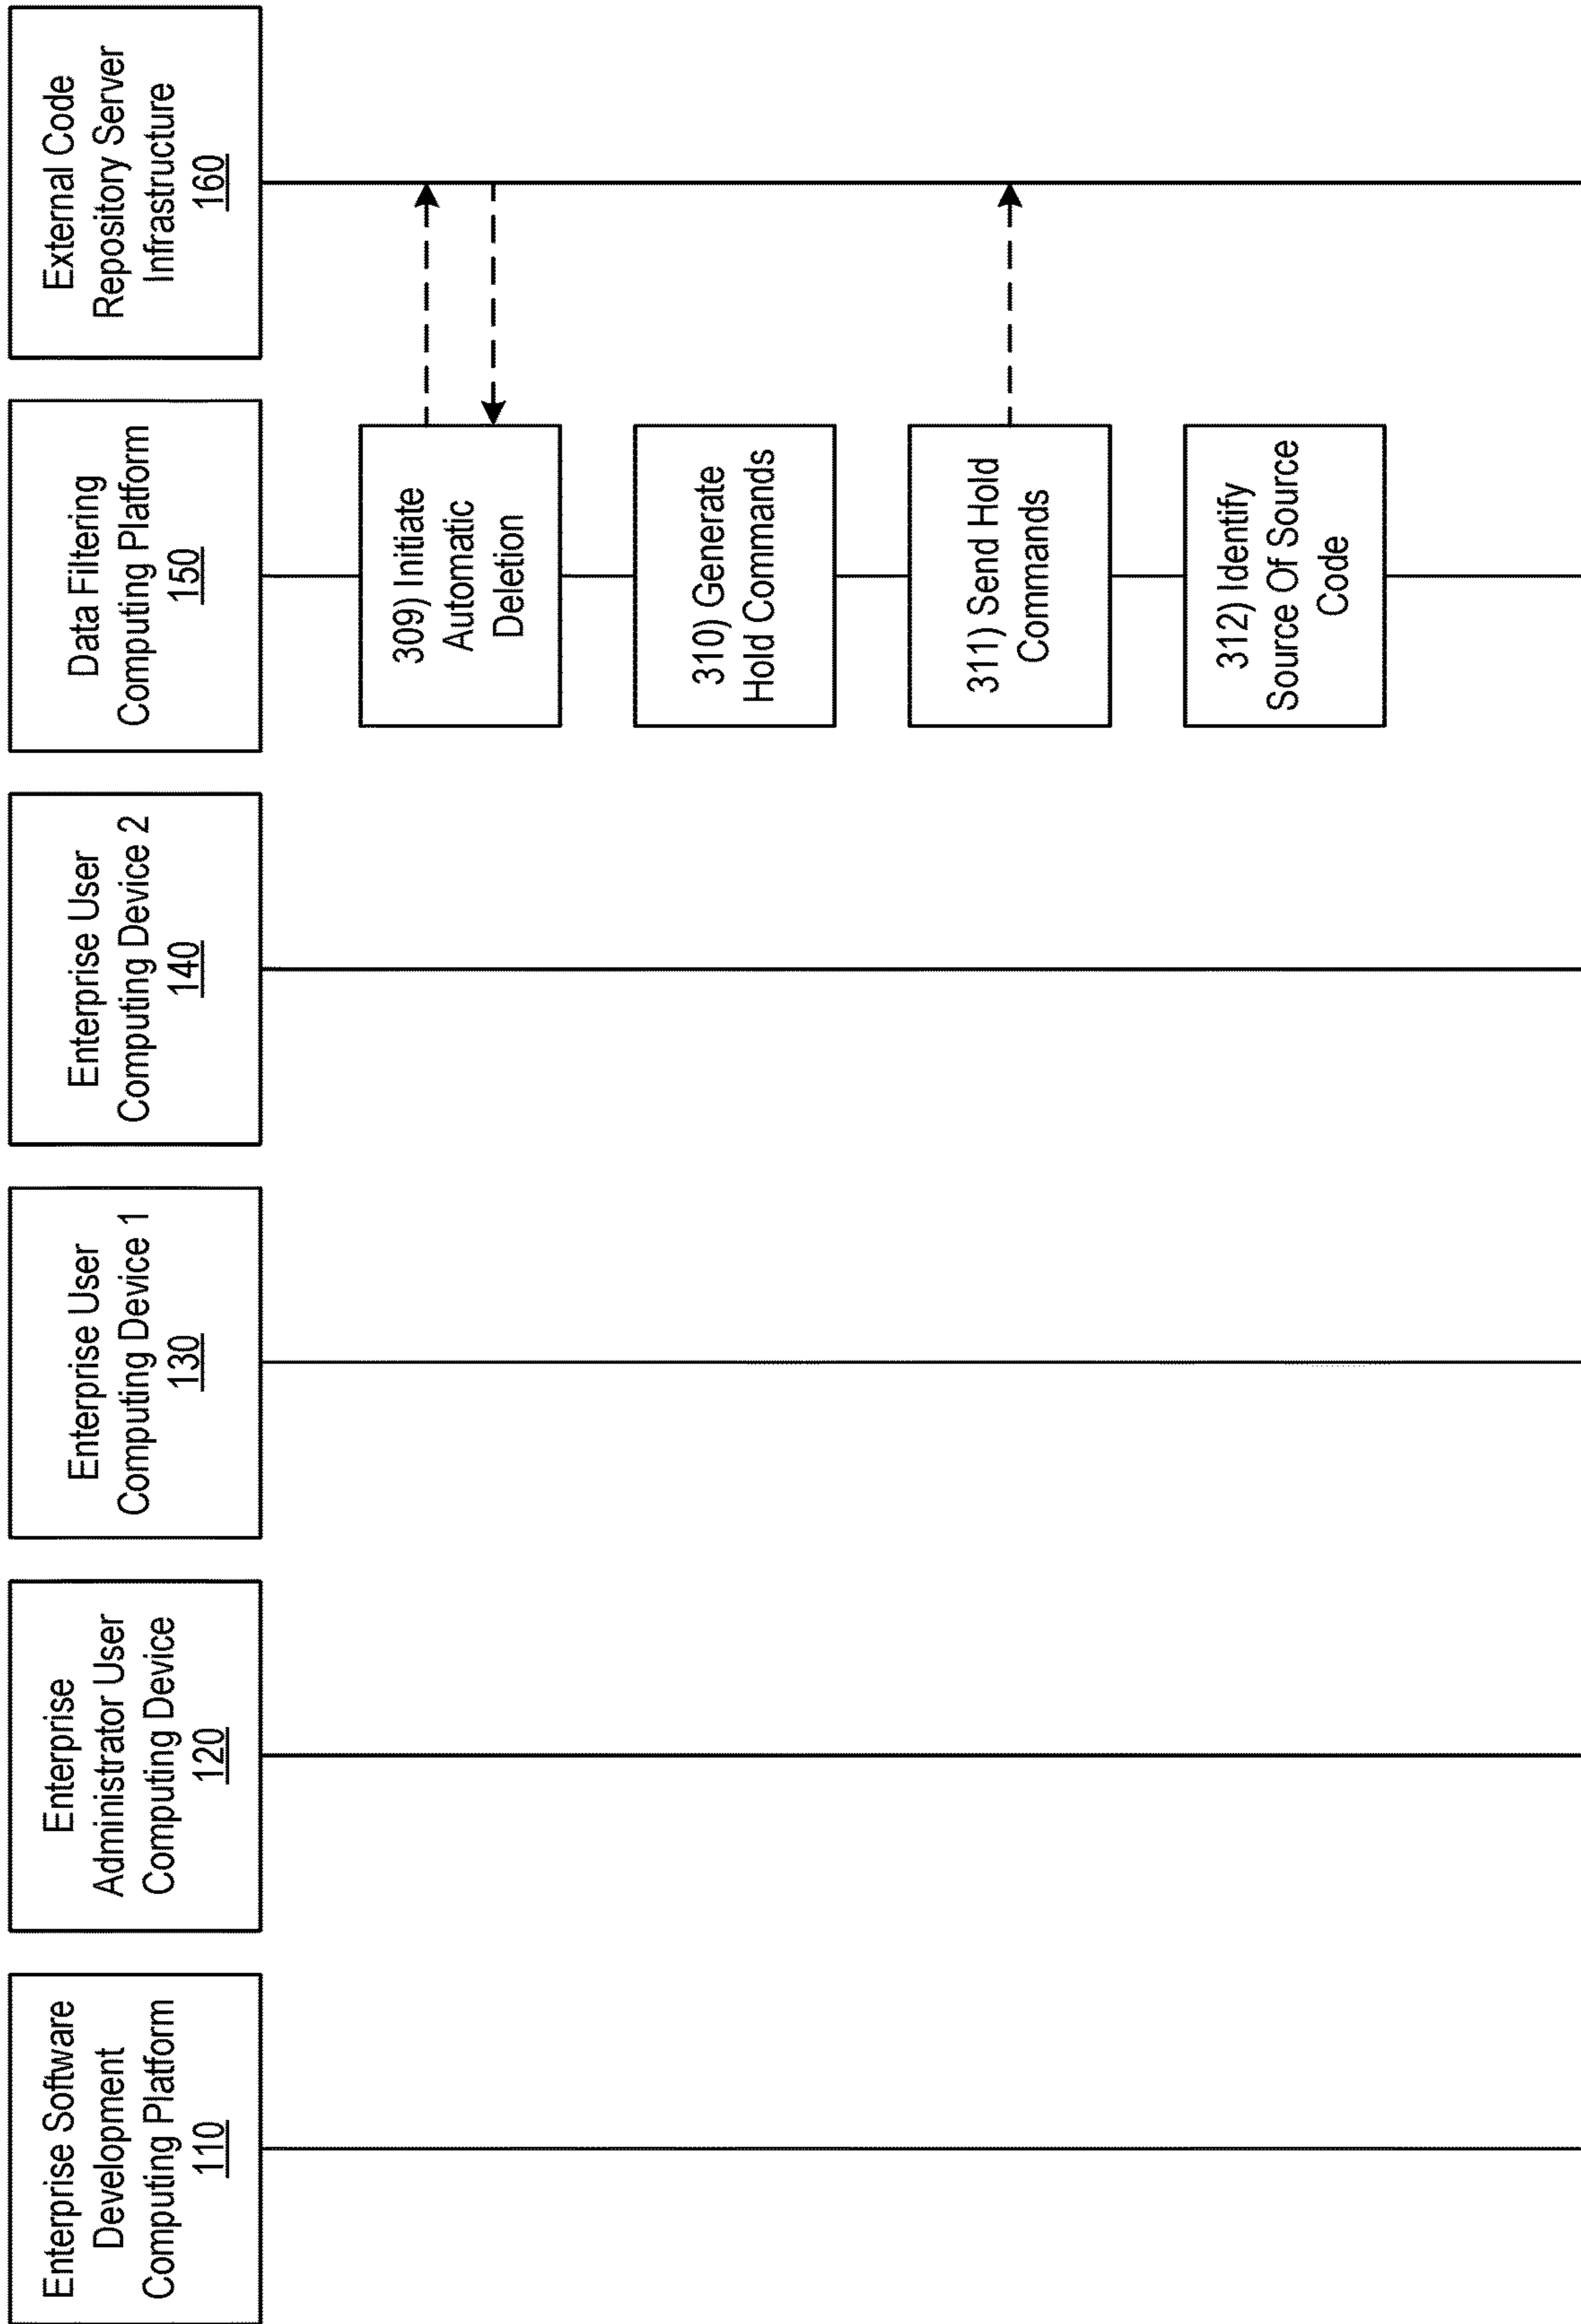 Enterprise Software
Development
Computing Platform
110
Enterprise
Administrator User
Computing Device
120
Enterprise User
Computing Device 1
130
Enterprise User
Computing Device 2
140
Data Filtering
Computing Platform
150
External Code
Repository Server
Infrastructure
160
309) Initiate
Automatic
Deletion
310) Generate
Hold Commands
311) Send Hold
Commands
312) Identify
Source Of Source
Code